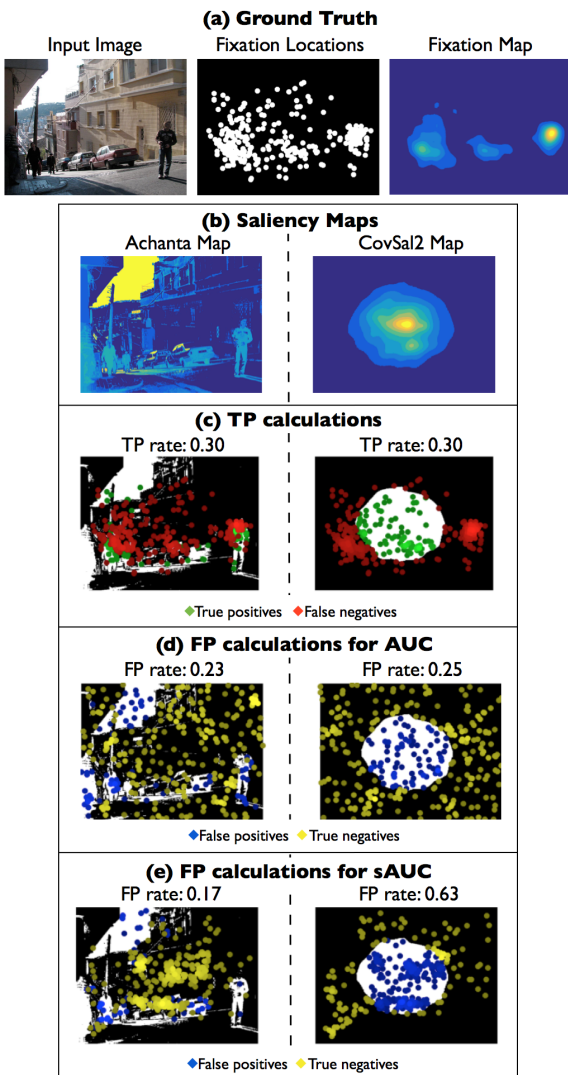 (a) Ground Truth
Input Image Fixation Locations Fixation Map
(b) Saliency Maps
Achanta Map CovSal2 Map
(c) TP calculations
TP rate: 0.30 TP rate: 0.30
◆True positives ◆False negatives
(d) FP calculations for AUC
FP rate: 0.23 FP rate: 0.25
◆False positives ◆True negatives
(e) FP calculations for sAUC
FP rate: 0.17 FP rate: 0.63
◆False positives ◆True negatives